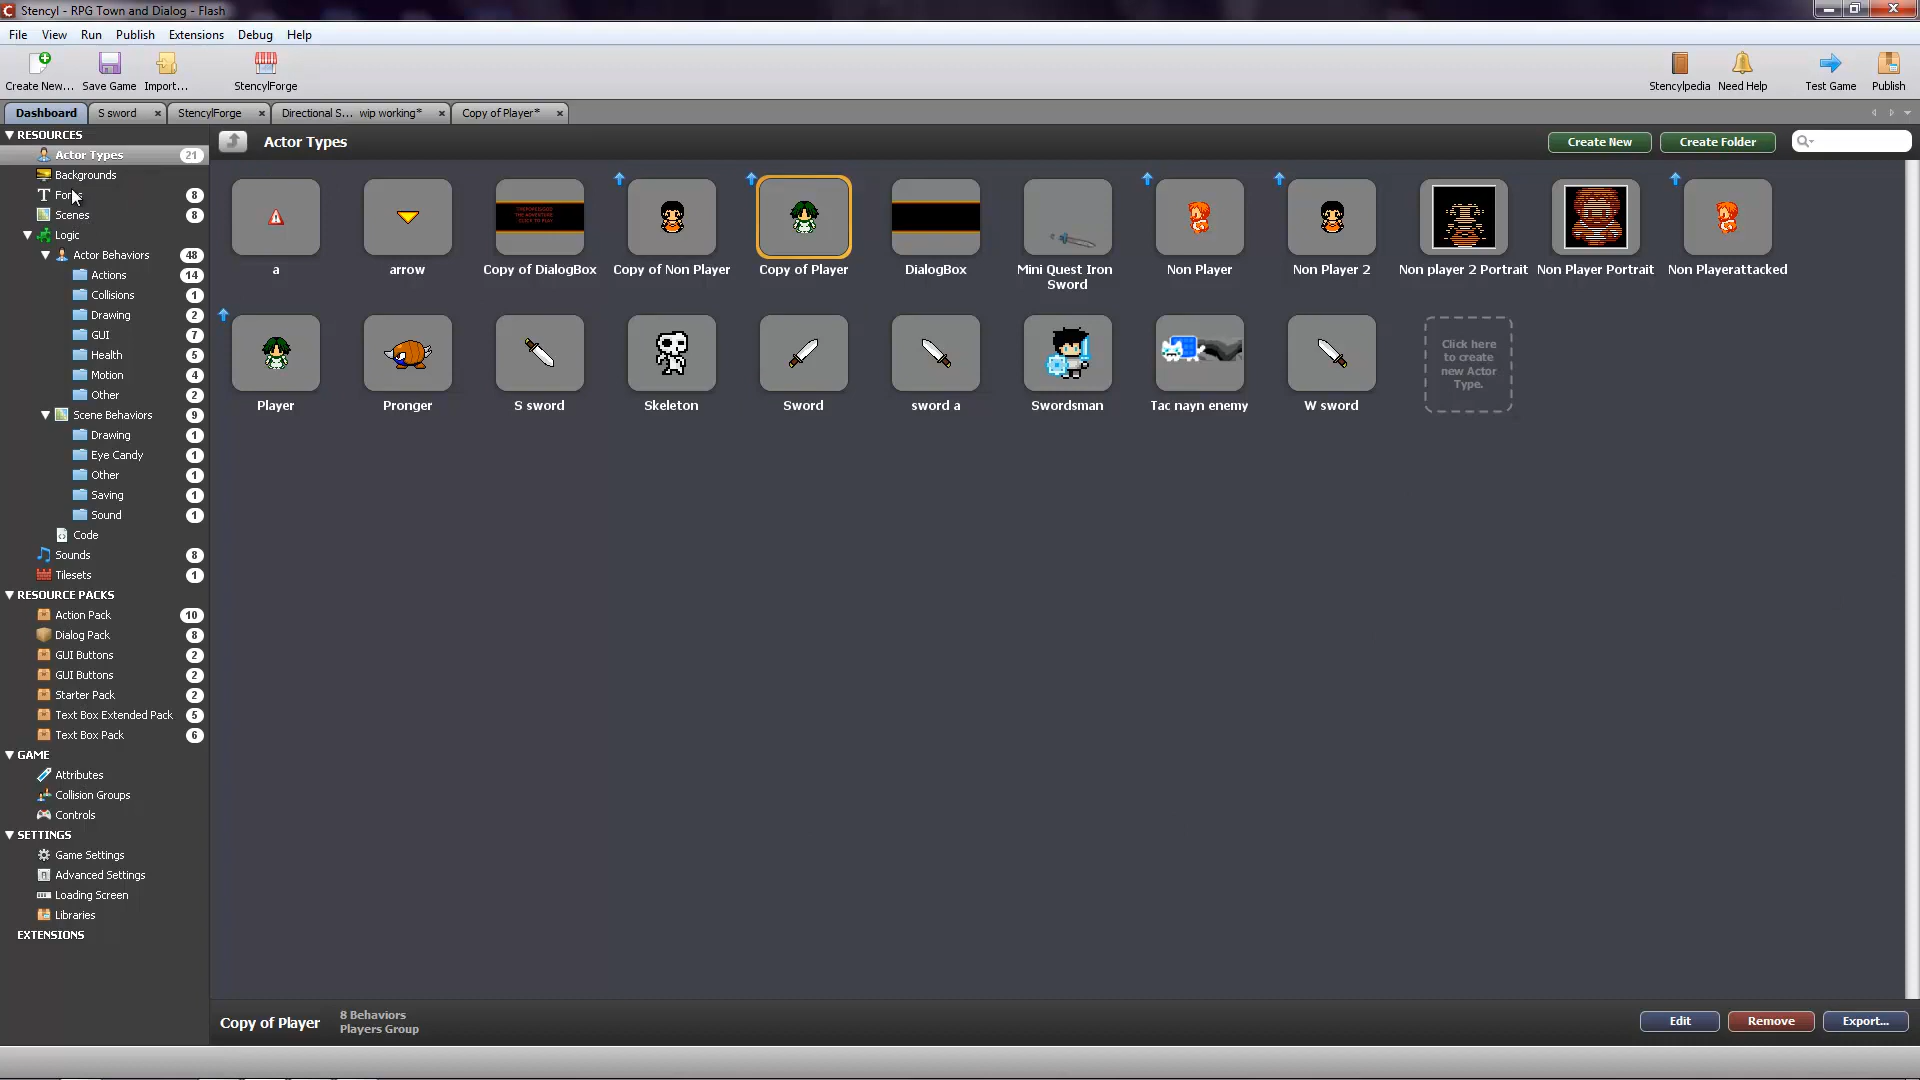 Stencyl - RPG Town and Dialog - Flash
File View Run Publish Extensions Debug Help
Create New... Save Game Import... StencylForge Stencylpedia Need Help Test Game Publish
Dashboard S sword StencylForge Directional S... wip working* Copy of Player*
RESOURCES
Actor Types 21
Backgrounds
Fonts 8
Scenes 8
Logic
Actor Behaviors 48
Actions 14
Collisions 1
Drawing 2
GUI 7
Health 5
Motion 4
Other 2
Scene Behaviors 9
Drawing 1
Eye Candy 1
Other 1
Saving 1
Sound 1
Code
Sounds 8
Tilesets 1
RESOURCE PACKS
Action Pack 10
Dialog Pack 8
GUI Buttons 2
GUI Buttons 2
Starter Pack 2
Text Box Extended Pack 5
Text Box Pack 6
GAME
Attributes
Collision Groups
Controls
SETTINGS
Game Settings
Advanced Settings
Loading Screen
Libraries
EXTENSIONS
Actor Types
Create New Create Folder
a arrow Copy of DialogBox Copy of Non Player Copy of Player DialogBox Mini Quest Iron Non Player Non Player 2 Non player 2 Portrait Non Player Portrait Non Playerattacked
Sword
Click here
to create
new Actor
Type.
Player Pronger S sword Skeleton Sword sword a Swordsman Tac nayn enemy W sword
Copy of Player
8 Behaviors
Players Group
Edit Remove Export...